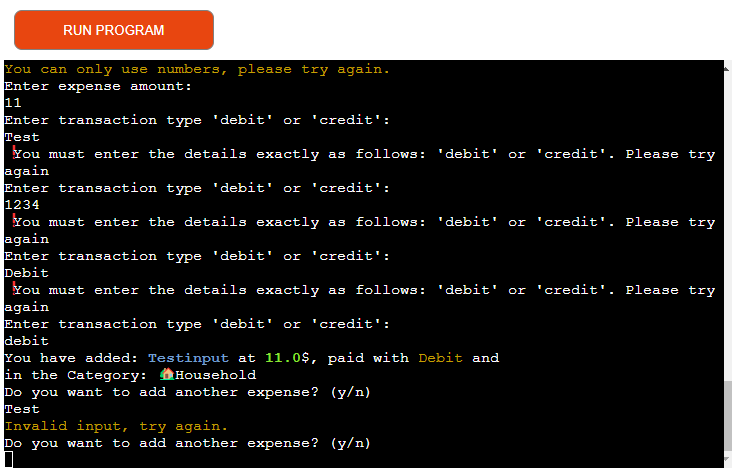 RUN PROGRAM
You can only use numbers, please try again.
Enter expense amount:
11
Enter transaction type 'debit' or 'credit':
Test
You must enter the details exactly as follows: 'debit' or 'credit'. Please try
again
Enter transaction type 'debit' or 'credit':
1234
You must enter the details exactly as follows: 'debit' or 'credit'. Please try
again
Enter transaction type 'debit' or 'credit':
Debit
You must enter the details exactly as follows: 'debit' or 'credit'. Please try
again
Enter transaction type 'debit' or 'credit':
debit
You have added: Testinput at 11.0$, paid with Debit and
in the Category: 🏠Household
Do you want to add another expense? (y/n)
Test
Invalid input, try again.
Do you want to add another expense? (y/n)